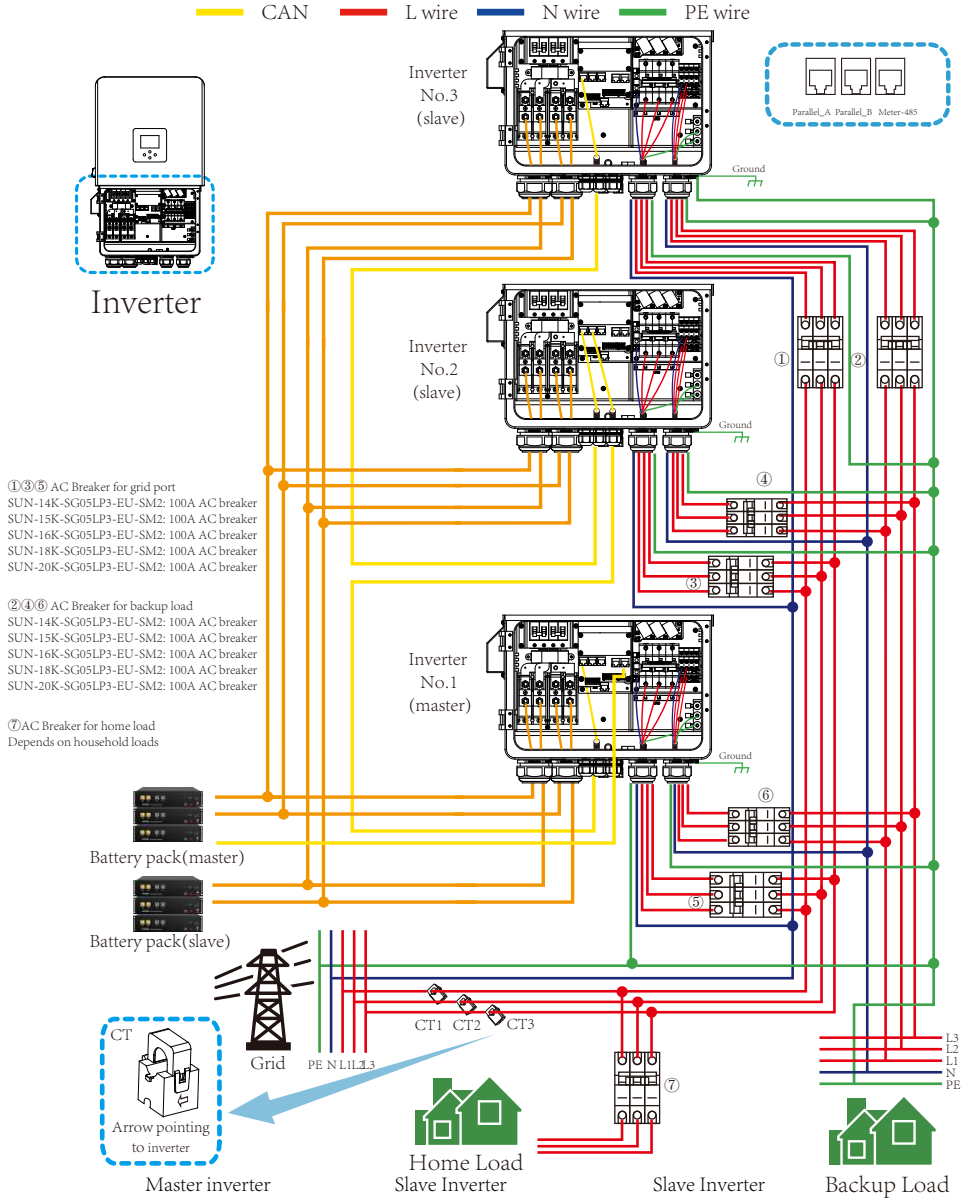 CAN L wire N wire PE wire
Inverter
No.3
(slave)
Parallel_A Parallel_B Meter-485
Ground
Inverter
Inverter
No.2
(slave)
①
②
Ground
①③⑤ AC Breaker for grid port
SUN-14K-SG05LP3-EU-SM2: 100A AC breaker
SUN-15K-SG05LP3-EU-SM2: 100A AC breaker
SUN-16K-SG05LP3-EU-SM2: 100A AC breaker
SUN-18K-SG05LP3-EU-SM2: 100A AC breaker
SUN-20K-SG05LP3-EU-SM2: 100A AC breaker
④
③
②④⑥ AC Breaker for backup load
SUN-14K-SG05LP3-EU-SM2: 100A AC breaker
SUN-15K-SG05LP3-EU-SM2: 100A AC breaker
SUN-16K-SG05LP3-EU-SM2: 100A AC breaker
SUN-18K-SG05LP3-EU-SM2: 100A AC breaker
SUN-20K-SG05LP3-EU-SM2: 100A AC breaker
Inverter
No.1
(master)
⑦AC Breaker for home load
Depends on household loads
Ground
⑥
Battery pack(master)
⑤
Battery pack(slave)
CT1 CT2 CT3
CT
Grid
PE N L1L2L3
L3
L2
L1
N
PE
⑦
Arrow pointing
to inverter
Home Load
Master inverter Slave Inverter Slave Inverter Backup Load